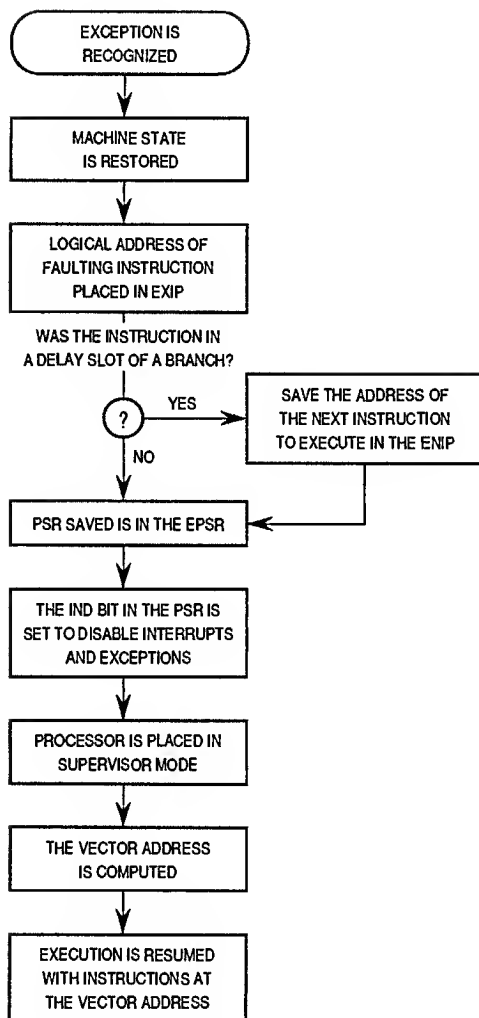 EXCEPTION IS
RECOGNIZED
MACHINE STATE
IS RESTORED
LOGICAL ADDRESS OF
FAULTING INSTRUCTION
PLACED IN EXIP
WAS THE INSTRUCTION IN
A DELAY SLOT OF A BRANCH?
?
YES
SAVE THE ADDRESS OF
THE NEXT INSTRUCTION
TO EXECUTE IN THE ENIP
NO
PSR SAVED IS IN THE EPSR
THE IND BIT IN THE PSR IS
SET TO DISABLE INTERRUPTS
AND EXCEPTIONS
PROCESSOR IS PLACED IN
SUPERVISOR MODE
THE VECTOR ADDRESS
IS COMPUTED
EXECUTION IS RESUMED
WITH INSTRUCTIONS AT
THE VECTOR ADDRESS